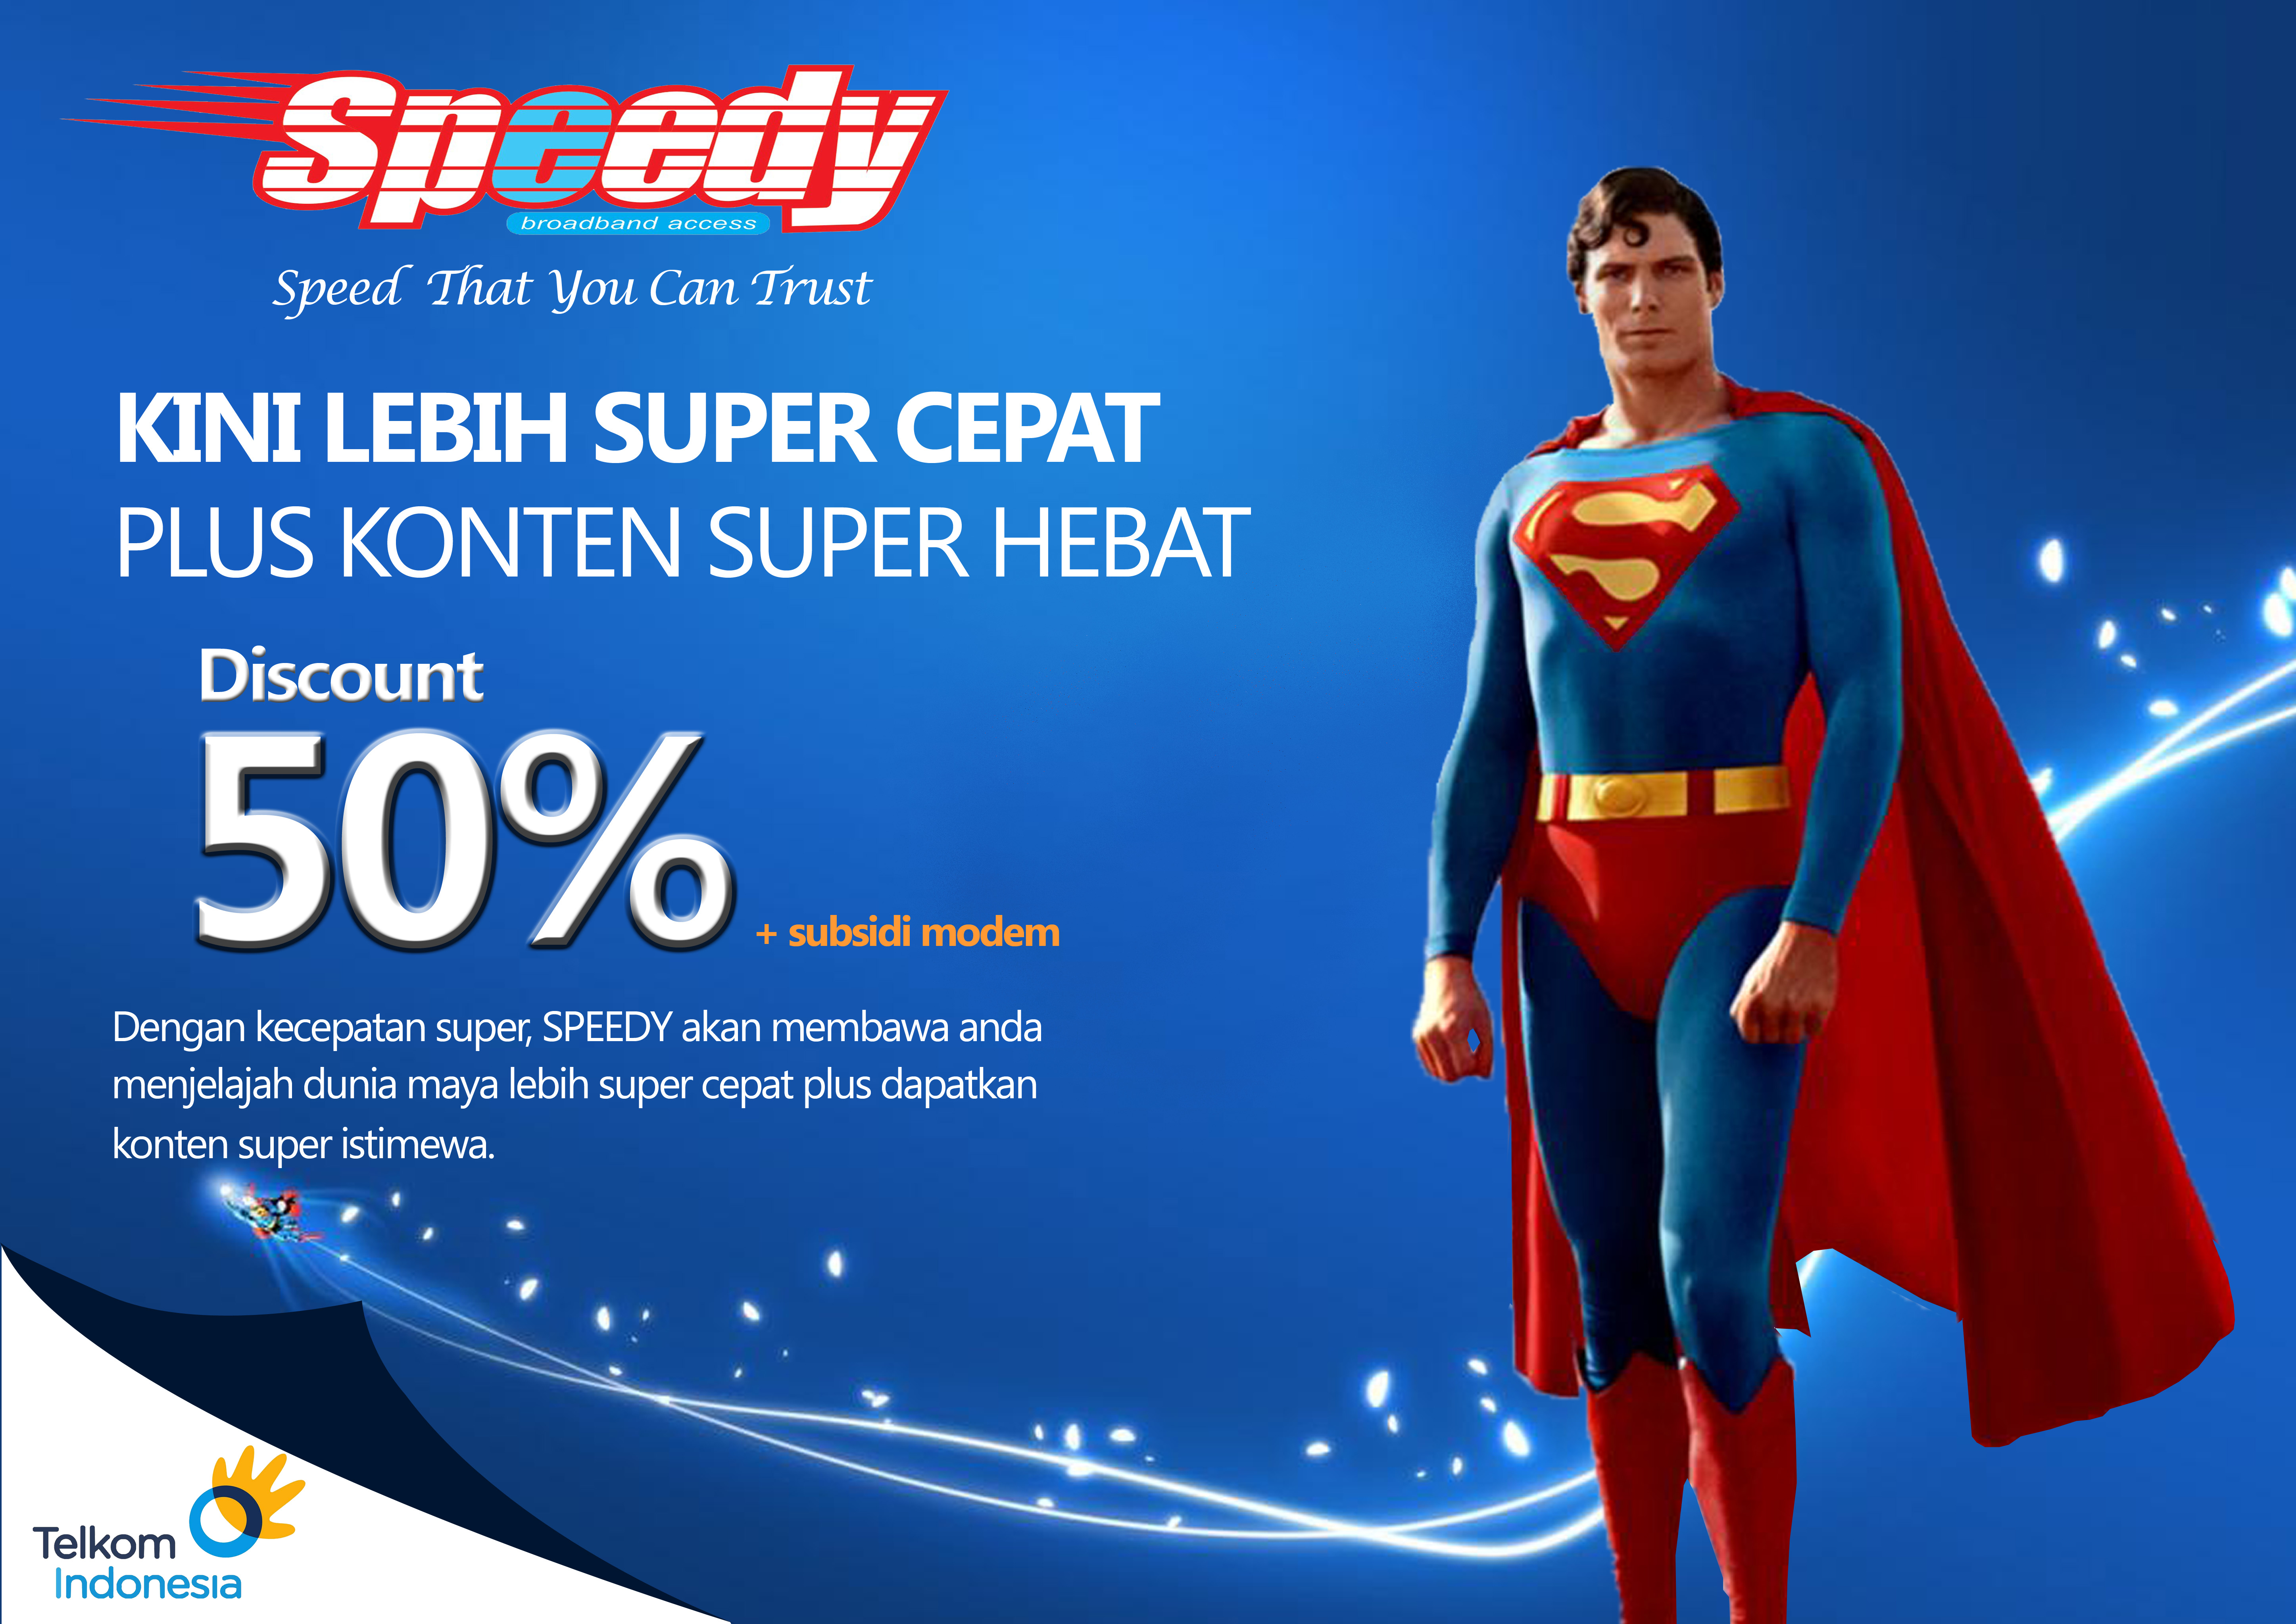 Speedy
broadband access
Speed That You Can Trust
KINI LEBIH SUPER CEPAT
PLUS KONTEN SUPER HEBAT
Discount
50%
+ subsidi modem
Dengan kecepatan super, SPEEDY akan membawa anda
menjelajah dunia maya lebih super cepat plus dapatkan
konten super istimewa.
Telkom
Indonesia
S